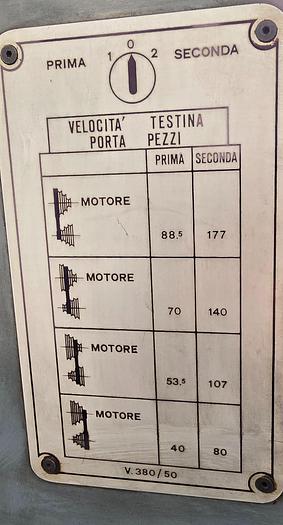 0
PRIMA 1 2 SECONDA
VELOCITA' TESTINA
PORTA PEZZI
PRIMA SECONDA
MOTORE
88.5 177
MOTORE
70 140
MOTORE
53.5 107
MOTORE
40 80
V.380/50